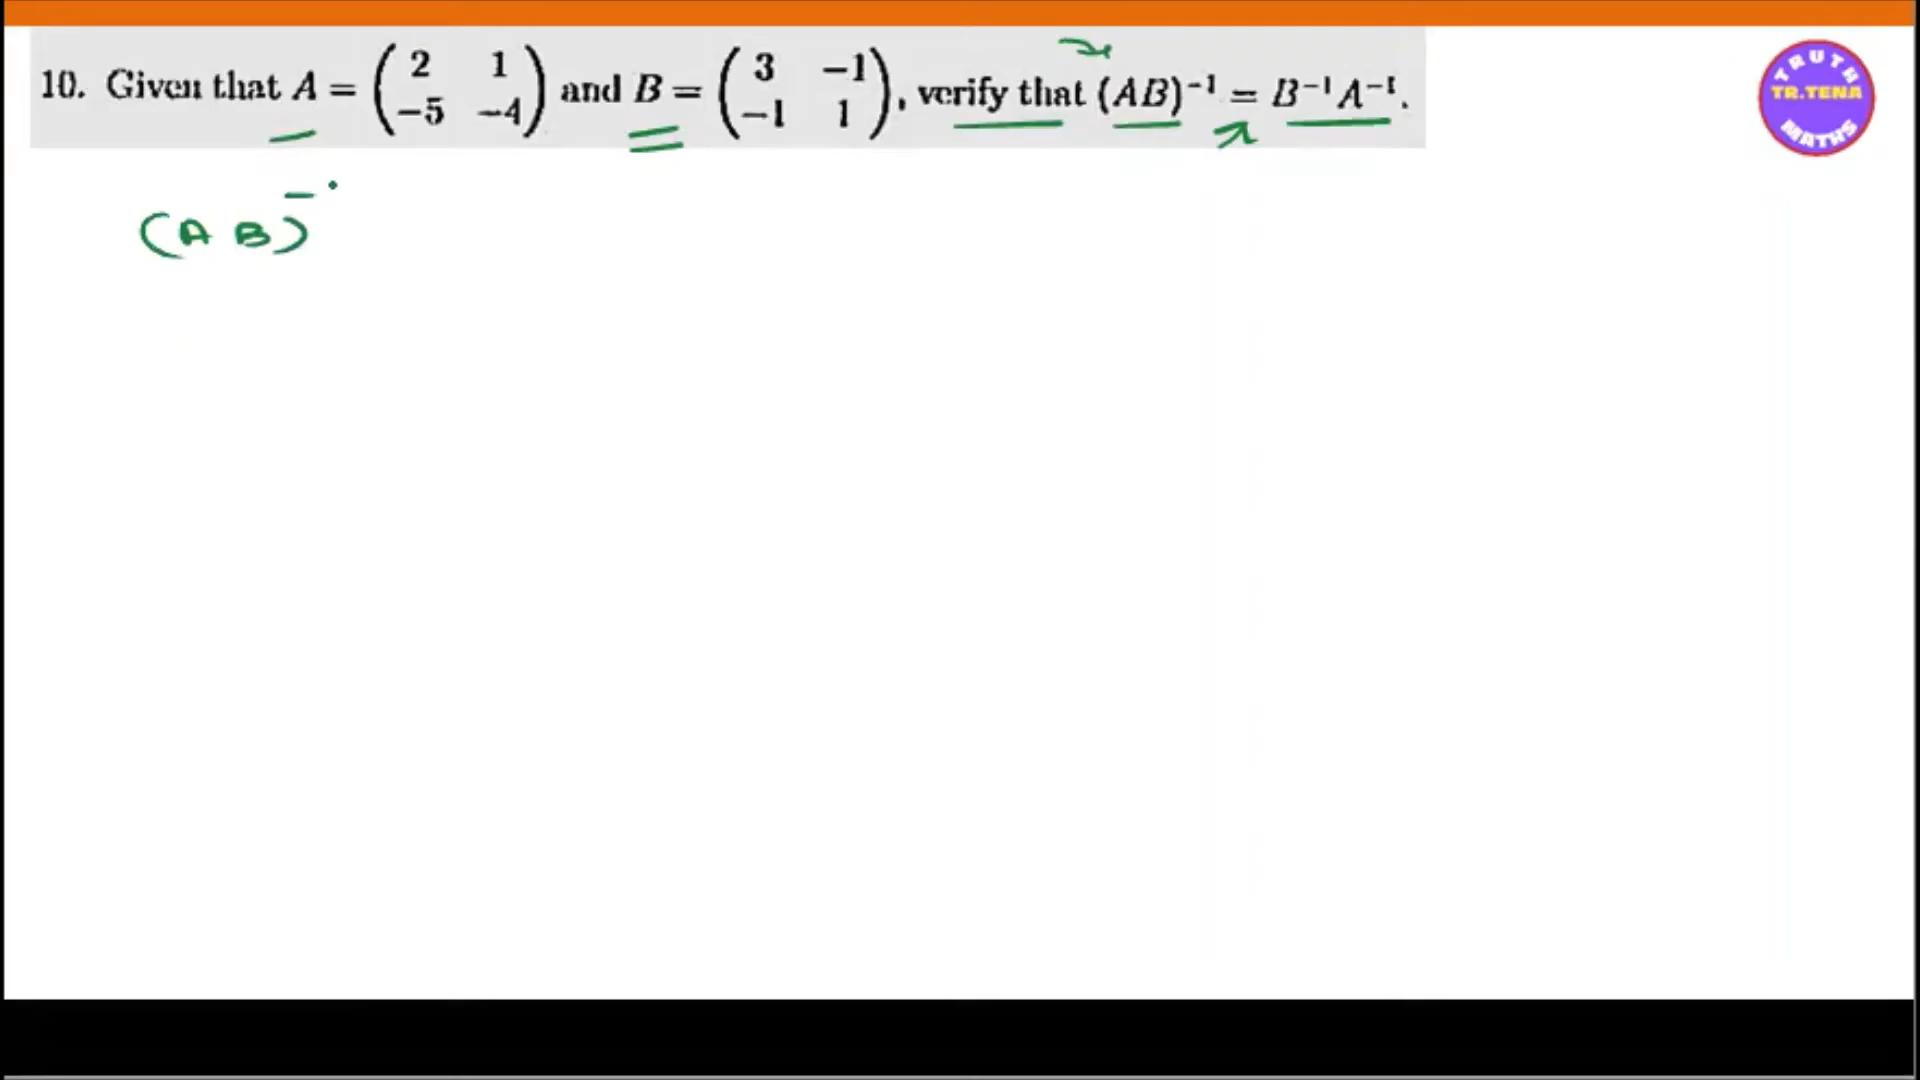 10. Given that A = ( 2 1 −5 −4 ) and B = ( 3 −1 −1 1 ), verify that (AB)⁻¹ = B⁻¹A⁻¹.
TRUTH
TR.TENA
MATHS
(A B)⁻